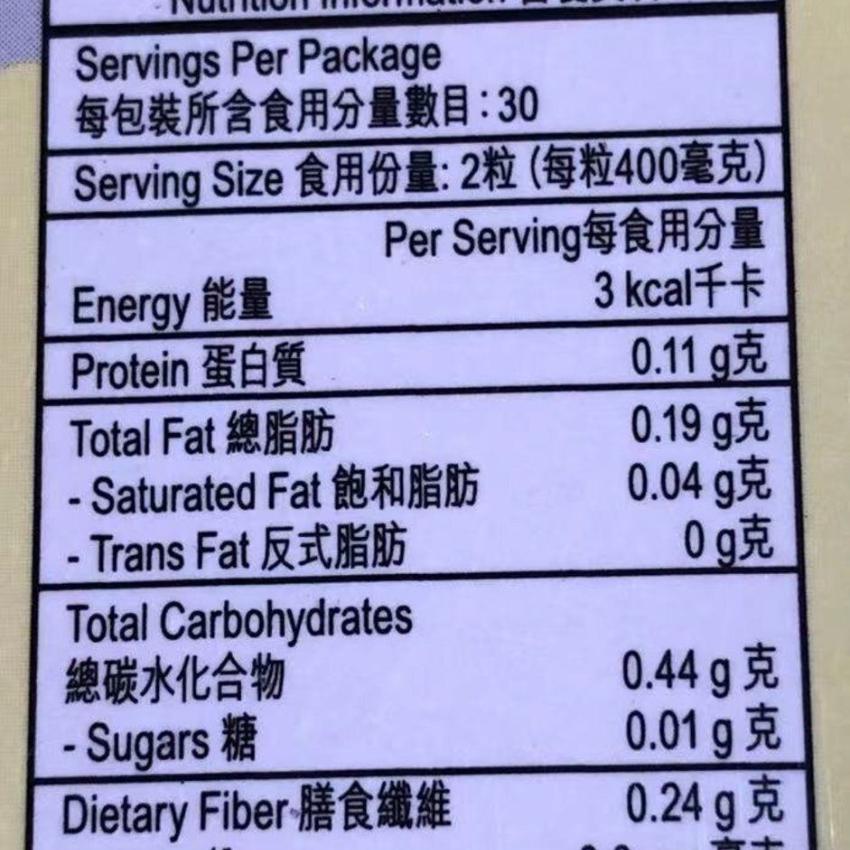 Nutrition Information
Servings Per Package
每包裝所含食用分量數目:30
Serving Size 食用份量: 2粒 (每粒400毫克)
Per Serving每食用分量
Energy 能量 3 kcal千卡
Protein 蛋白質 0.11 g克
Total Fat 總脂肪 0.19 g克
- Saturated Fat 飽和脂肪 0.04 g克
- Trans Fat 反式脂肪 0 g克
Total Carbohydrates
總碳水化合物 0.44 g 克
- Sugars 糖 0.01 g 克
Dietary Fiber 膳食纖維 0.24 g 克